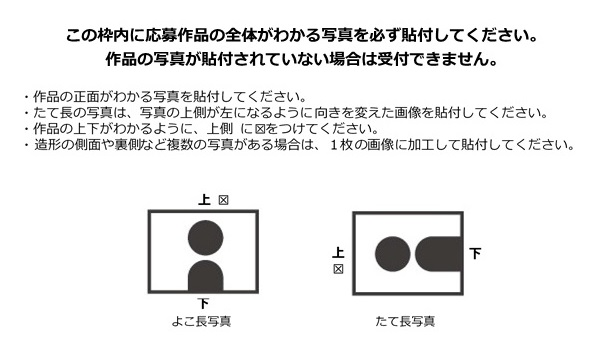 この枠内に応募作品の全体がわかる写真を必ず貼付してください。
作品の写真が貼付されていない場合は受付できません。
・作品の正面がわかる写真を貼付してください。
・たて長の写真は、写真の上側が左になるように向きを変えた画像を貼付してください。
・作品の上下がわかるように、上側 に☒をつけてください。
・造形の側面や裏側など複数の写真がある場合は、１枚の画像に加工して貼付してください。
上 ☒
下
よこ長写真
上
☒
下
たて長写真